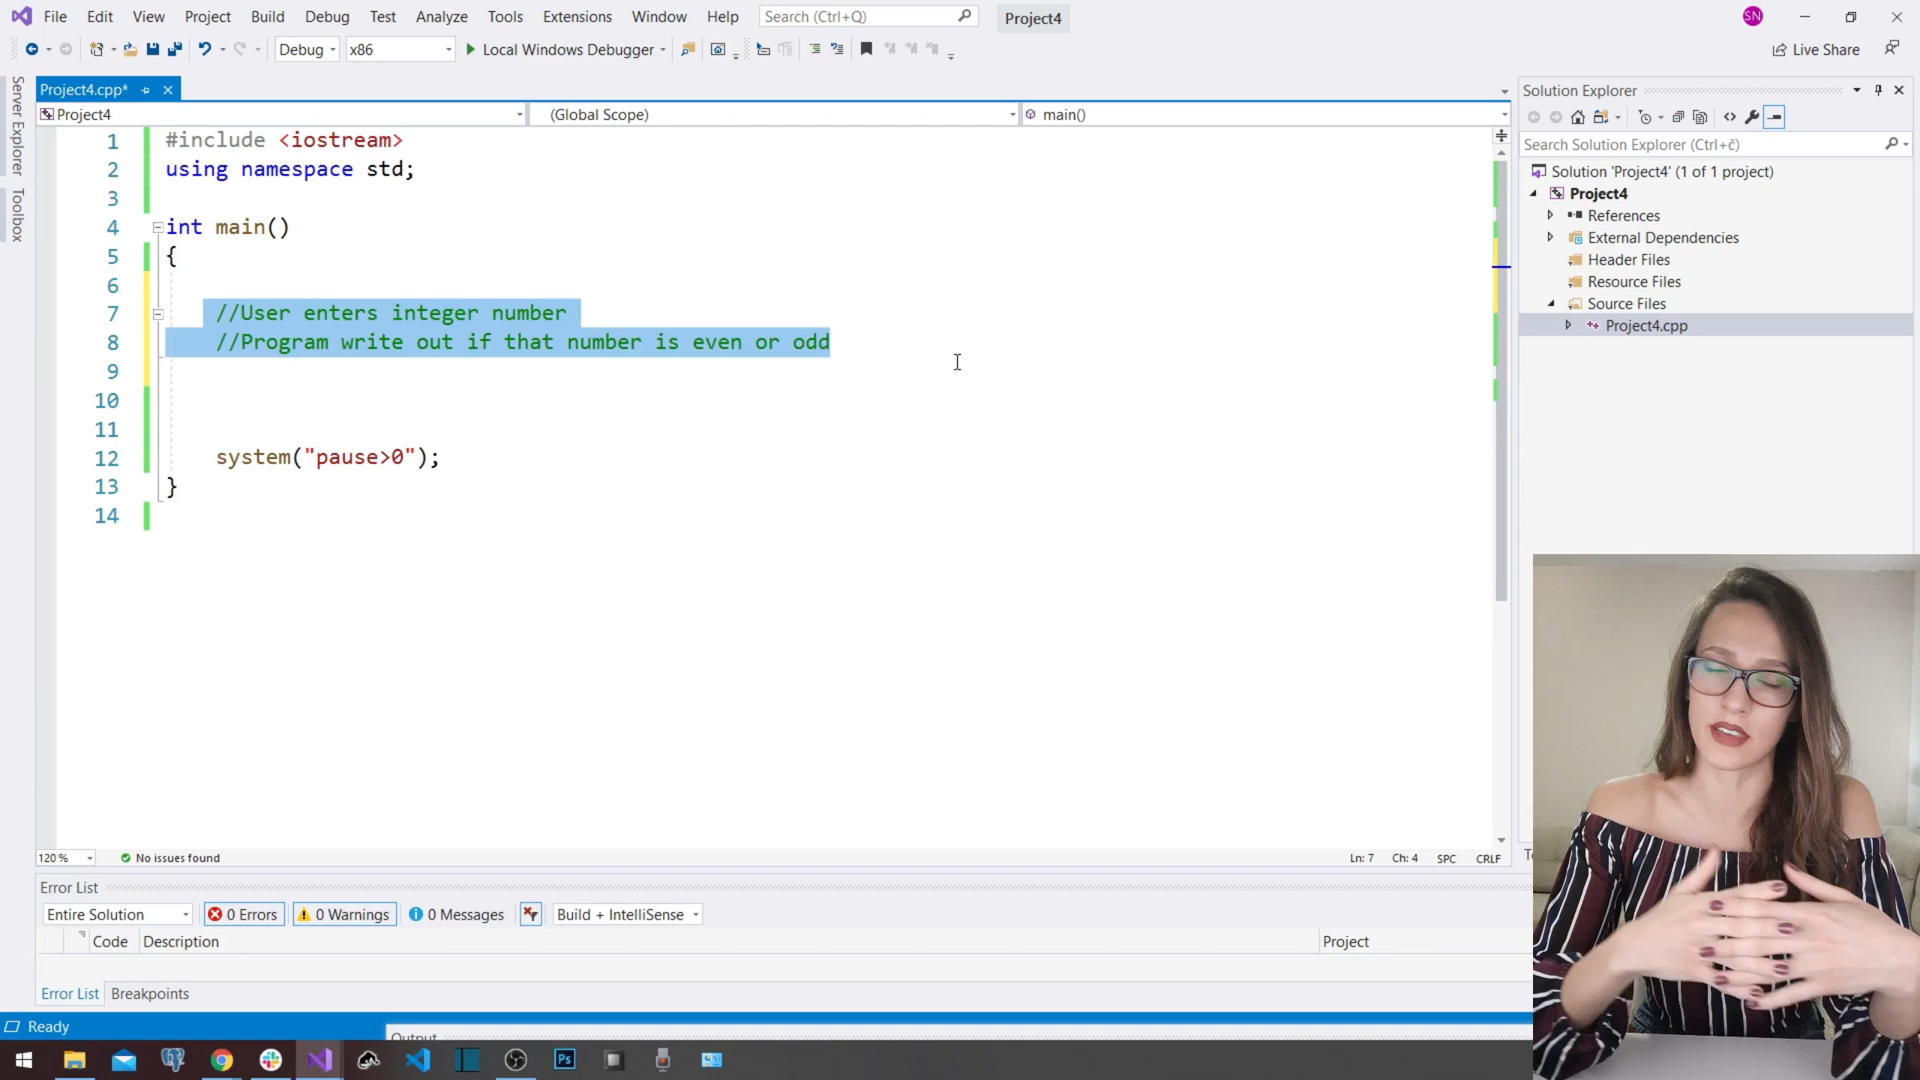 File Edit View Project Build Debug Test Analyze Tools Extensions Window Help Search (Ctrl+Q) Project4 SN
Debug x86 Local Windows Debugger Live Share
Server Explorer
Toolbox
Project4.cpp*
Project4 (Global Scope) main()
1 #include <iostream>
2 using namespace std;
3
4 int main()
5 {
6
7 //User enters integer number
8 //Program write out if that number is even or odd
9
10
11
12 system("pause>0");
13 }
14
120 % No issues found Ln: 7 Ch: 4 SPC CRLF
Error List
Entire Solution 0 Errors 0 Warnings 0 Messages Build + IntelliSense
Code Description Project
Error List Breakpoints
Ready
Output
Ps
Solution Explorer
Search Solution Explorer (Ctrl+č)
Solution 'Project4' (1 of 1 project)
Project4
References
External Dependencies
Header Files
Resource Files
Source Files
Project4.cpp